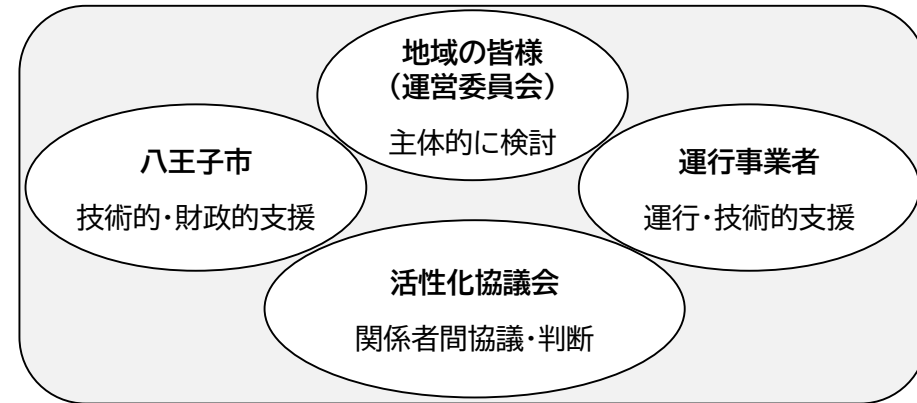 地域の皆様
（運営委員会）
主体的に検討
八王子市
技術的・財政的支援
運行事業者
運行・技術的支援
活性化協議会
関係者間協議・判断